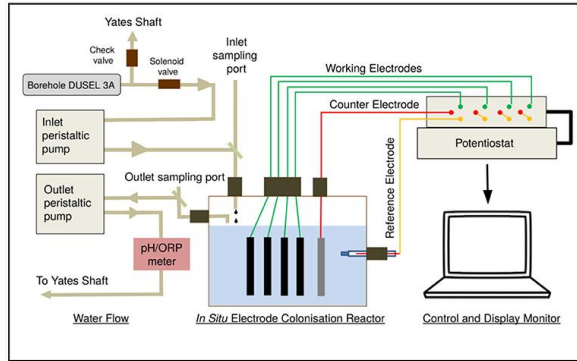 Yates Shaft
Check
valve
Solenoid
valve
Borehole DUSEL 3A
Inlet
sampling
port
Inlet
peristaltic
pump
Outlet sampling port
Outlet
peristaltic
pump
pH/ORP
meter
To Yates Shaft
Water Flow
Working Electrodes
Counter Electrode
Reference Electrode
Potentiostat
In Situ Electrode Colonisation Reactor
Control and Display Monitor